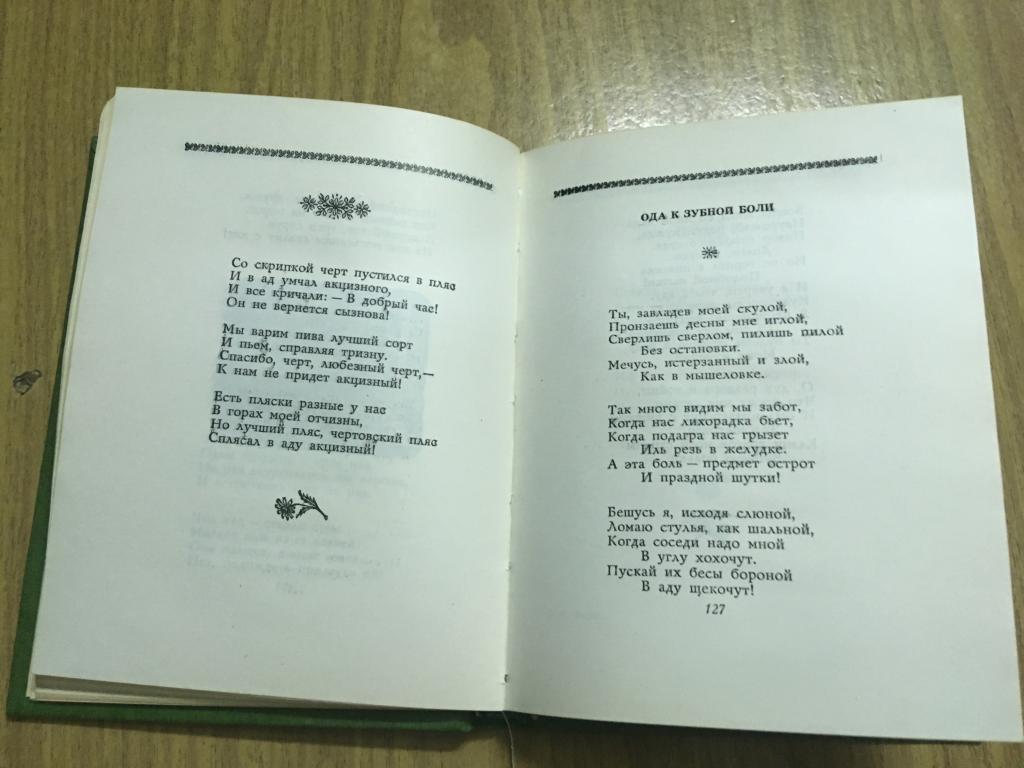 Со скрипкой черт пустился в пляс
И в ад умчал акцизного,
И все кричали: — В добрый час!
Он не вернется сызнова!
Мы варим пива лучший сорт
И пьем, справляя тризну.
Спасибо, черт, любезный черт,—
К нам не придет акцизный!
Есть пляски разные у нас
В горах моей отчизны,
Но лучший пляс, чертовский пляс
Сплясал в аду акцизный!
ОДА К ЗУБНОЙ БОЛИ
Ты, завладев моей скулой,
Пронзаешь десны мне иглой,
Сверлишь сверлом, пилишь пилой
Без остановки.
Мечусь, истерзанный и злой,
Как в мышеловке.
Так много видим мы забот,
Когда нас лихорадка бьет,
Когда подагра нас грызет
Иль резь в желудке.
А эта боль — предмет острот
И праздной шутки!
Бешусь я, исходя слюной,
Ломаю стулья, как шальной,
Когда соседи надо мной
В углу хохочут.
Пускай их бесы бороной
В аду щекочут!
127